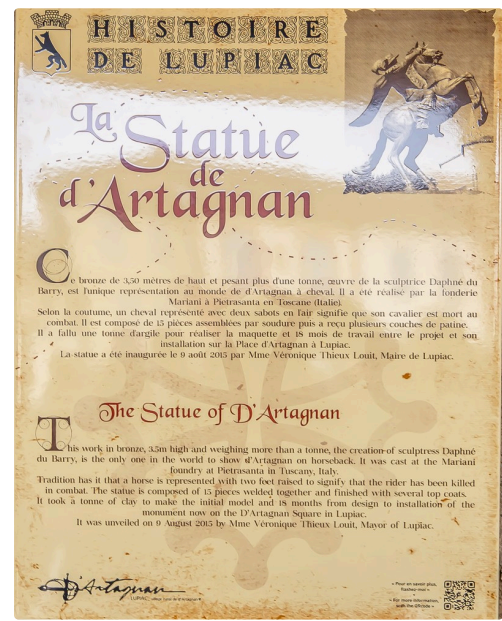 HISTOIRE
DE LUPIAC
La
Statue
de
d'Artagnan
Ce bronze de 3,50 mètres de haut et pesant plus d'une tonne, œuvre de la sculptrice Daphné du
Barry, est l'unique représentation au monde de d'Artagnan à cheval. Il a été réalisé par la fonderie
Mariani à Pietrasanta en Toscane (Italie).
Selon la coutume, un cheval représenté avec deux sabots en l'air signifie que son cavalier est mort au
combat. Il est composé de 15 pièces assemblées par soudure puis a reçu plusieurs couches de patine.
Il a fallu une tonne d'argile pour réaliser la maquette et 18 mois de travail entre le projet et son
installation sur la Place d'Artagnan à Lupiac.
La statue a été inaugurée le 9 août 2015 par Mme Véronique Thieux Louit, Maire de Lupiac.
The Statue of D'Artagnan
This work in bronze, 3.5m high and weighing more than a tonne, the creation of sculptress Daphné
du Barry, is the only one in the world to show d'Artagnan on horseback. It was cast at the Mariani
foundry at Pietrasanta in Tuscany, Italy.
Tradition has it that a horse is represented with two feet raised to signify that the rider has been killed
in combat. The statue is composed of 15 pieces welded together and finished with several top coats.
It took a tonne of clay to make the initial model and 18 months from design to installation of the
monument now on the D'Artagnan Square in Lupiac.
It was unveiled on 9 August 2015 by Mme Véronique Thieux Louit, Mayor of Lupiac.
D'Artagnan
LUPIAC
« Pour en savoir plus,
flashez-moi »
« For more information,
with the QRcode »